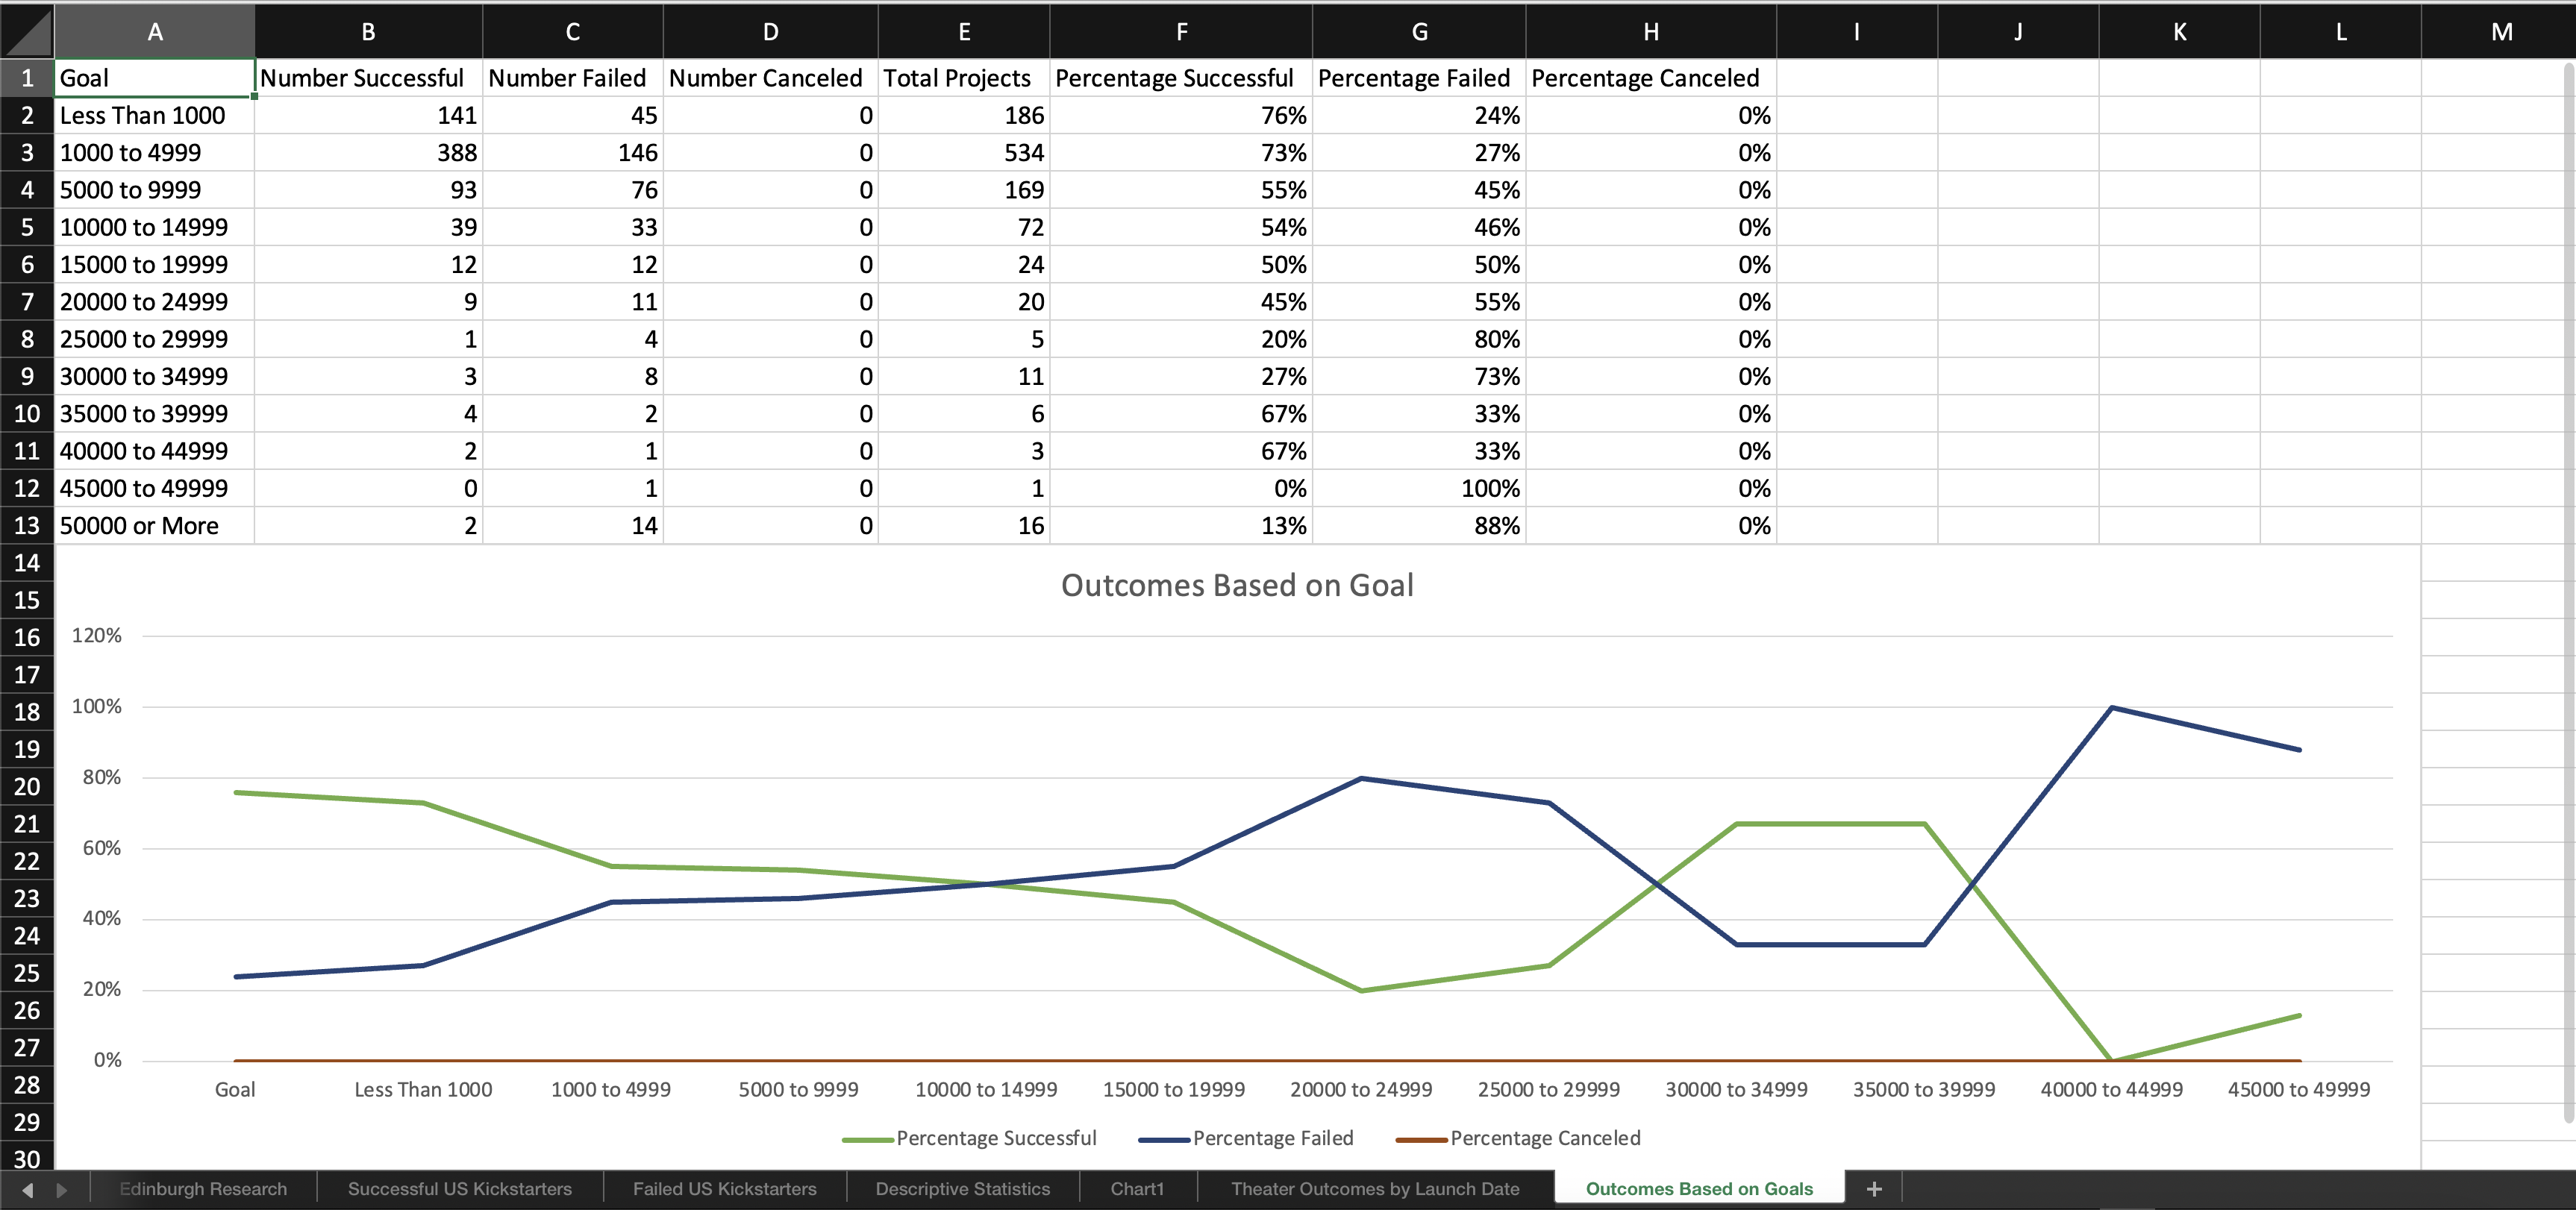 A B C D E F G H I J K L M
1 Goal Number Successful Number Failed Number Canceled Total Projects Percentage Successful Percentage Failed Percentage Canceled
2 Less Than 1000 141 45 0 186 76% 24% 0%
3 1000 to 4999 388 146 0 534 73% 27% 0%
4 5000 to 9999 93 76 0 169 55% 45% 0%
5 10000 to 14999 39 33 0 72 54% 46% 0%
6 15000 to 19999 12 12 0 24 50% 50% 0%
7 20000 to 24999 9 11 0 20 45% 55% 0%
8 25000 to 29999 1 4 0 5 20% 80% 0%
9 30000 to 34999 3 8 0 11 27% 73% 0%
10 35000 to 39999 4 2 0 6 67% 33% 0%
11 40000 to 44999 2 1 0 3 67% 33% 0%
12 45000 to 49999 0 1 0 1 0% 100% 0%
13 50000 or More 2 14 0 16 13% 88% 0%
14
Outcomes Based on Goal
15
16 120%
17
18 100%
19
20 80%
21
22 60%
23 40%
24
25 20%
26
27 0%
28 Goal Less Than 1000 1000 to 4999 5000 to 9999 10000 to 14999 15000 to 19999 20000 to 24999 25000 to 29999 30000 to 34999 35000 to 39999 40000 to 44999 45000 to 49999
29
Percentage Successful Percentage Failed Percentage Canceled
30
Edinburgh Research Successful US Kickstarters Failed US Kickstarters Descriptive Statistics Chart1 Theater Outcomes by Launch Date Outcomes Based on Goals +